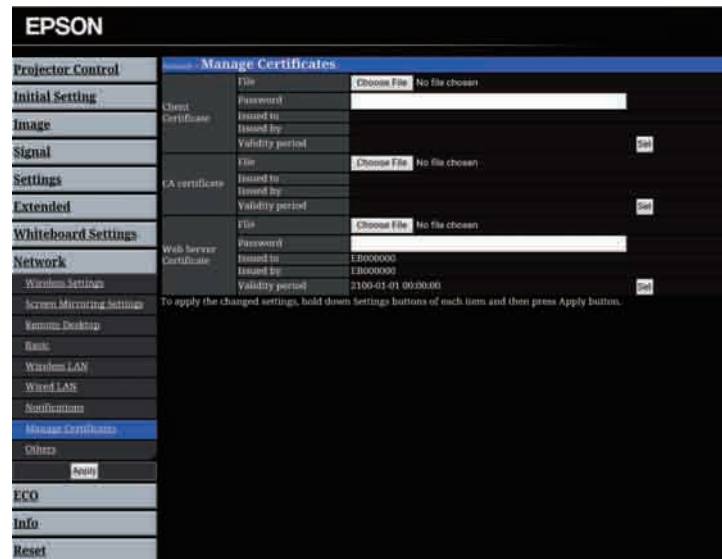 EPSON
Projector Control
Initial Setting
Image
Signal
Settings
Extended
Whiteboard Settings
Network
Wireless Settings
Screen Mirroring Settings
Remote Desktop
Basic
Wireless LAN
Wired LAN
Notifications
Manage Certificates
Others
Apply
ECO
Info
Reset
Network - Manage Certificates
Client Certificate
File Choose File No file chosen
Password
Issued to
Issued by
Validity period Set
CA certificate
File Choose File No file chosen
Issued to
Issued by
Validity period Set
Web Server Certificate
File Choose File No file chosen
Password
Issued to EB000000
Issued by EB000000
Validity period 2100-01-01 00:00:00 Set
To apply the changed settings, hold down Settings buttons of each item and then press Apply button.